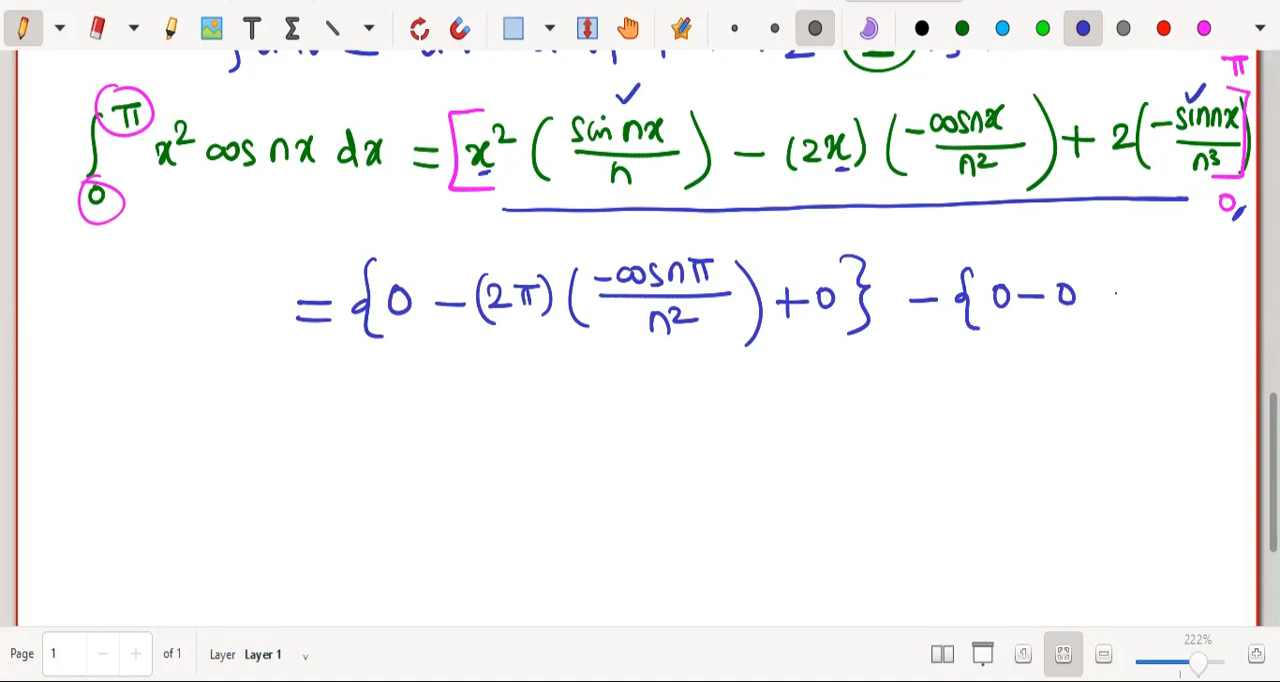 T Σ
π
∫₀^π x² cos nx dx = [x² (sin nx / n) - (2x) (-cos nx / n²) + 2(-sin nx / n³)]
0
= {0 - (2π) (-cos nπ / n²) + 0} - {0 - 0
222%
Page 1 of 1 Layer Layer 1